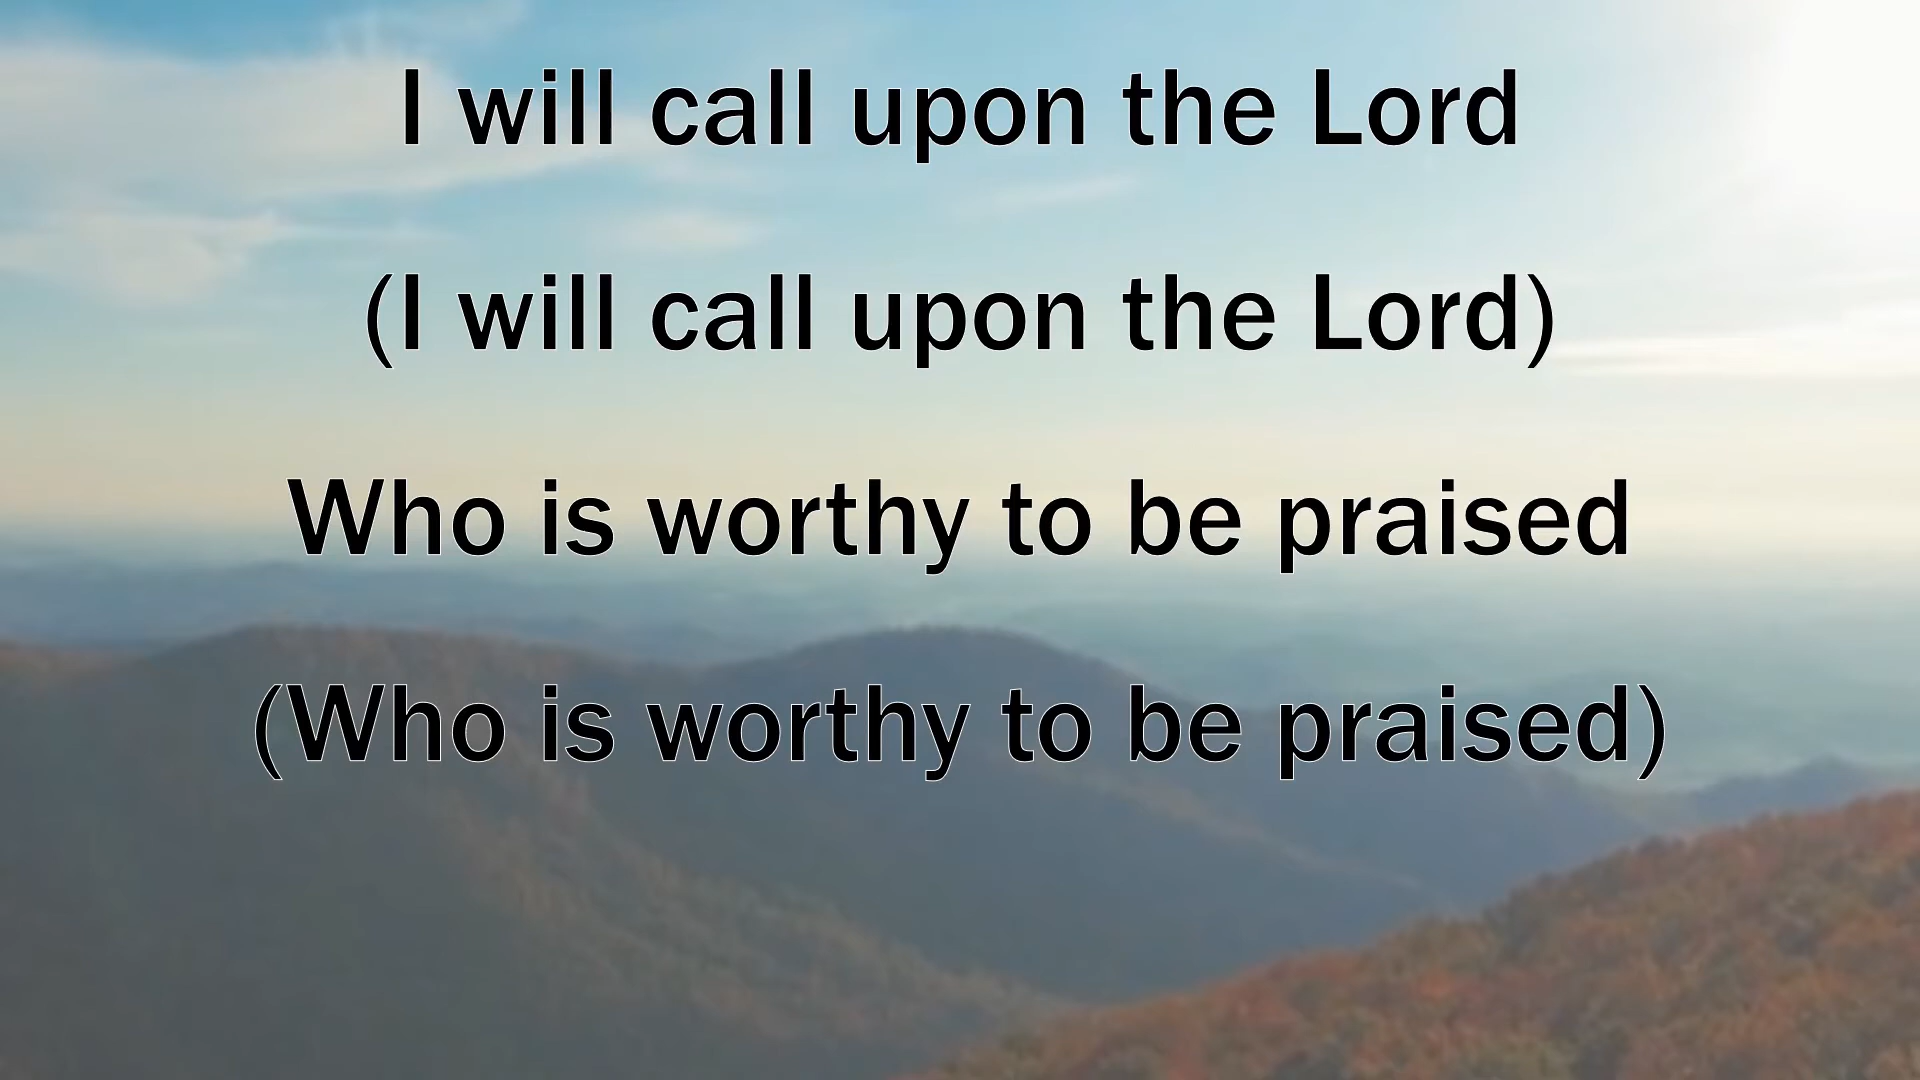 I will call upon the Lord
(I will call upon the Lord)
Who is worthy to be praised
(Who is worthy to be praised)